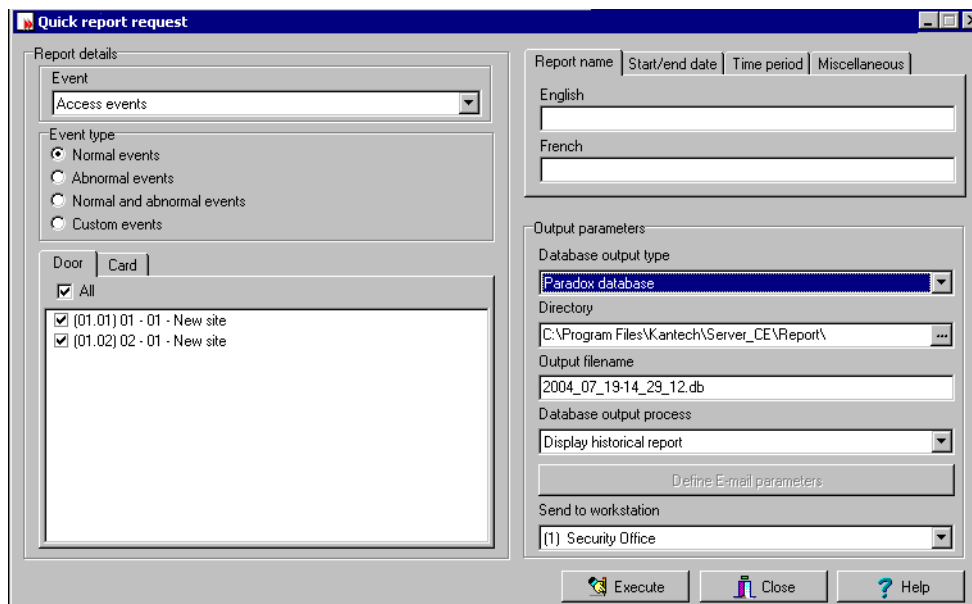 Quick report request
Report details
Event
Access events
Event type
Normal events
Abnormal events
Normal and abnormal events
Custom events
Door
Card
All
(01.01) 01 - 01 - New site
(01.02) 02 - 01 - New site
Report name
Start/end date
Time period
Miscellaneous
English
French
Output parameters
Database output type
Paradox database
Directory
C:\Program Files\Kantech\Server_CE\Report\
...
Output filename
2004_07_19-14_29_12.db
Database output process
Display historical report
Define E-mail parameters
Send to workstation
(1) Security Office
Execute
Close
? Help